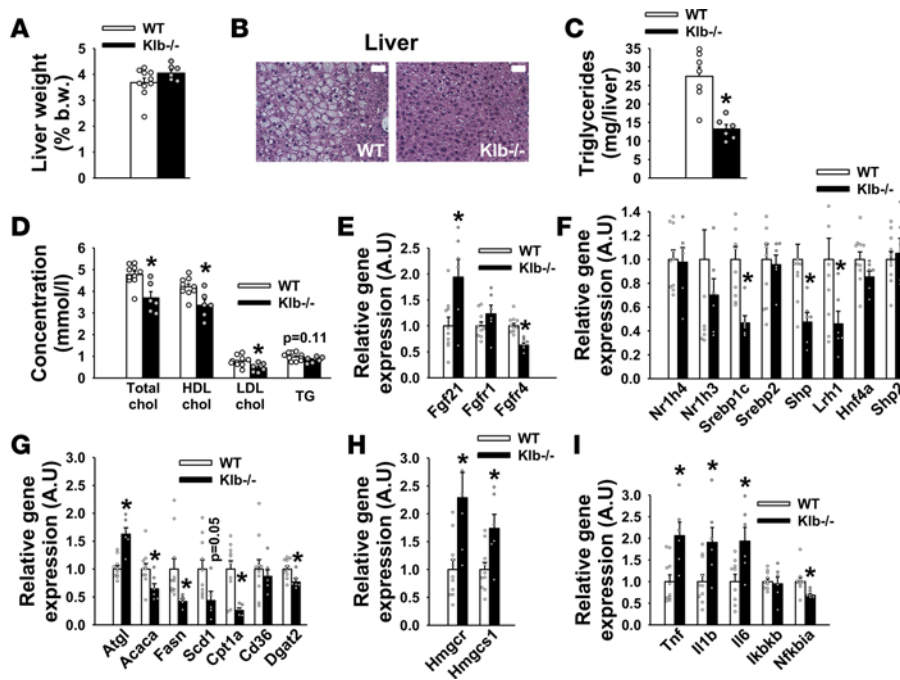 A
WT
Klb-/-
Liver weight
(% b.w.)
5
4
3
2
1
0
B
Liver
WT
Klb-/-
C
WT
Klb-/-
Triglycerides
(mg/liver)
35
30
25
20
15
10
5
0
*
D
Concentration
(mmol/l)
6
5
4
3
2
1
0
WT
Klb-/-
* * *
p=0.11
Total
chol
HDL
chol
LDL
chol
TG
E
Relative gene
expression (A.U)
2.5
2.0
1.5
1.0
0.5
0.0
WT
Klb-/-
* *
Fgf21
Fgfr1
Fgfr4
F
WT
Klb-/-
Relative gene
expression (A.U)
1.4
1.2
1
0.8
0.6
0.4
0.2
0
* * *
Nr1h4
Nr1h3
Srebp1c
Srebp2
Shp
Lrh1
Hnf4a
Shp2
G
WT
Klb-/-
Relative gene
expression (A.U)
3.0
2.5
2.0
1.5
1.0
0.5
0.0
* * * p=0.05 * *
Atgl
Acaca
Fasn
Scd1
Cpt1a
Cd36
Dgat2
H
WT
Klb-/-
Relative gene
expression (A.U)
3.0
2.5
2.0
1.5
1.0
0.5
0.0
* *
Hmgcr
Hmgcs1
I
WT
Klb-/-
Relative gene
expression (A.U)
3.0
2.5
2.0
1.5
1.0
0.5
0.0
* * * *
Tnf
Il1b
Il6
Ikbkb
Nfkbia